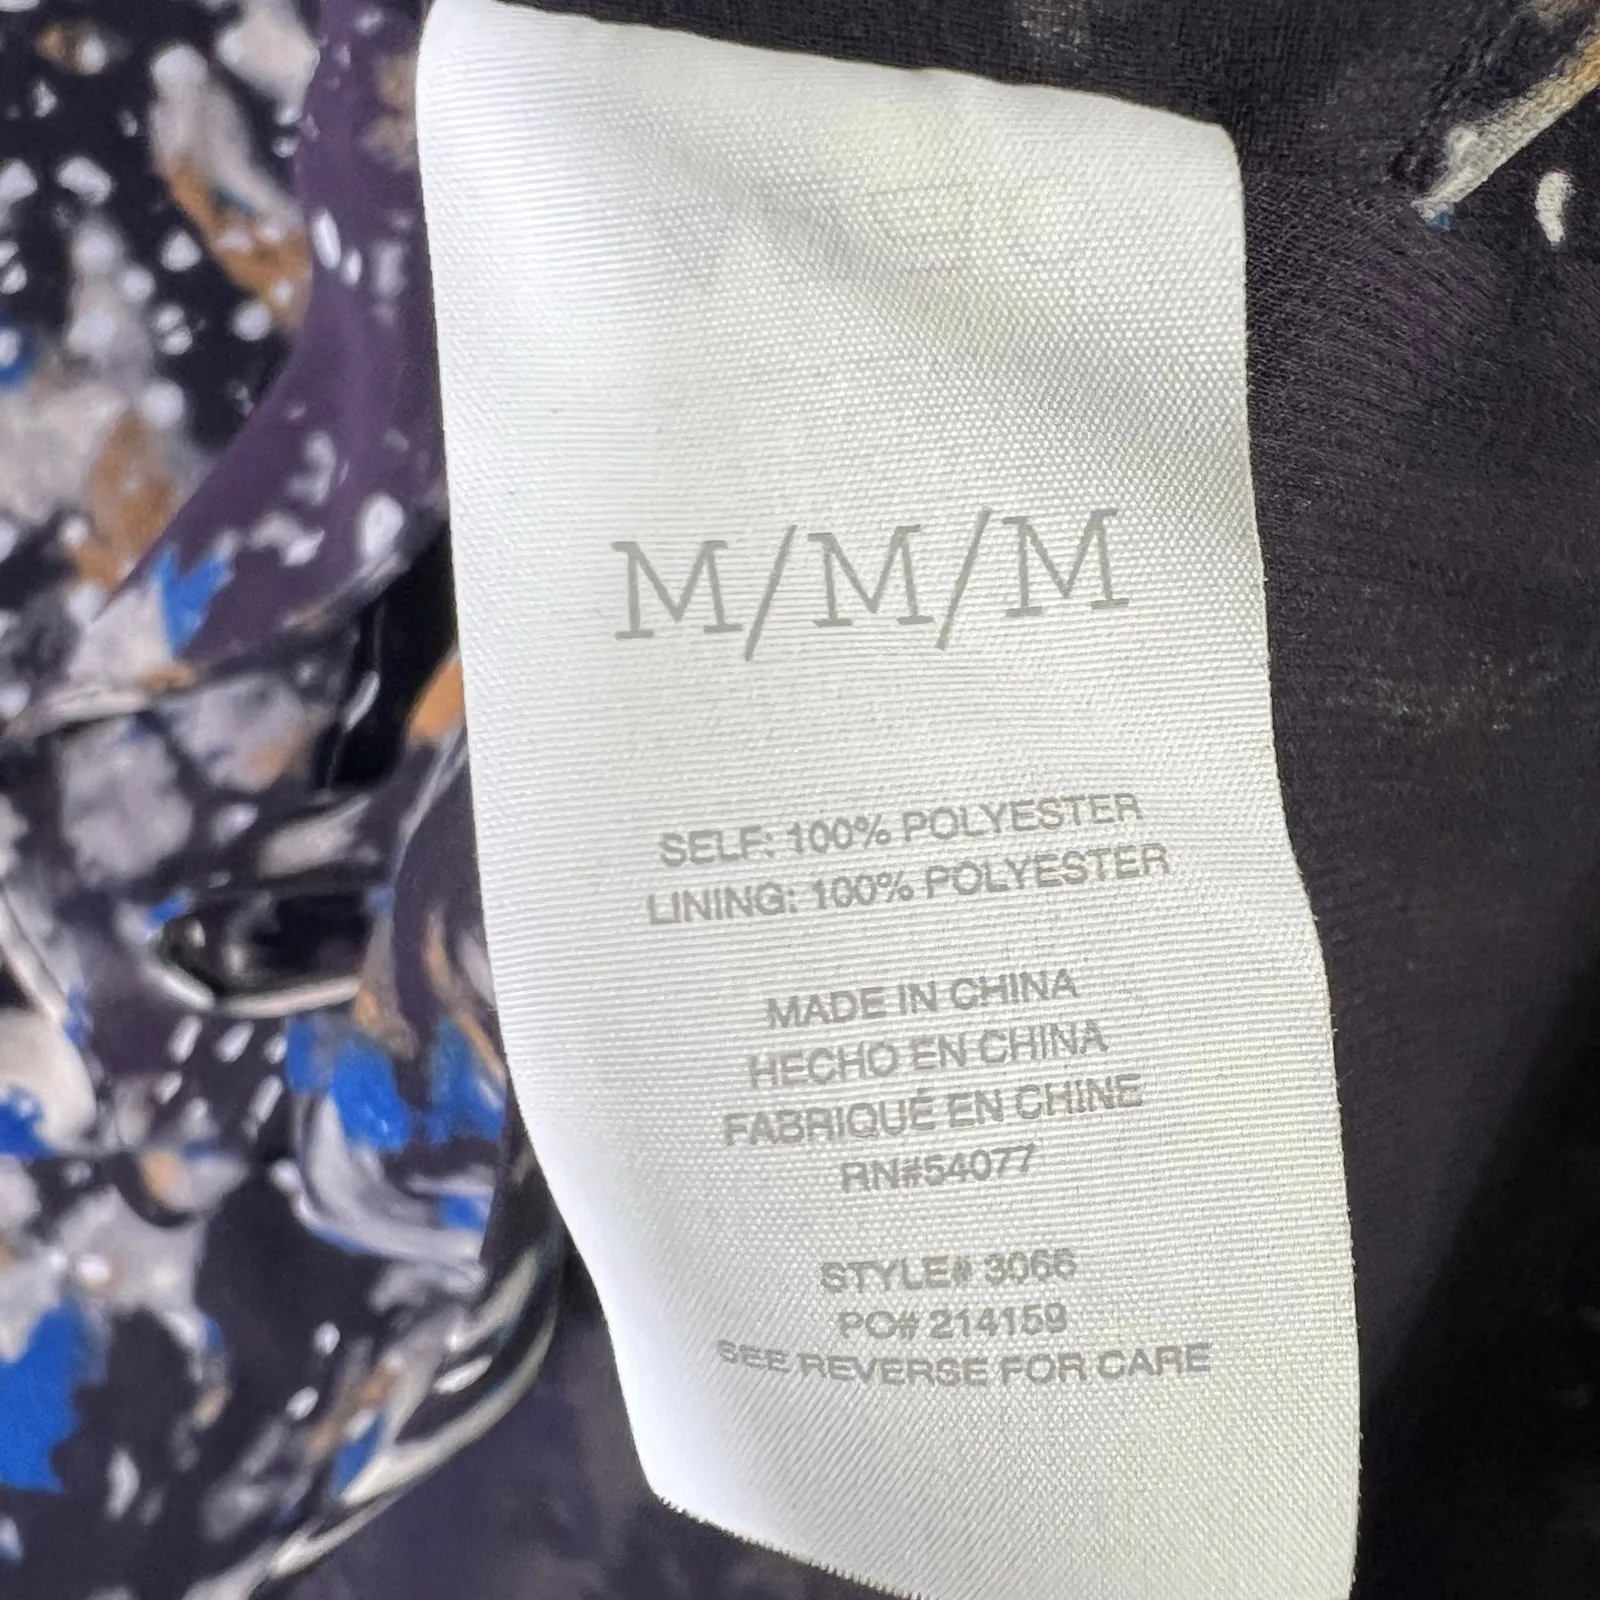 M/M/M
SELF: 100% POLYESTER
LINING: 100% POLYESTER
MADE IN CHINA
HECHO EN CHINA
FABRIQUÉ EN CHINE
RN#54077
STYLE# 3066
PO# 214159
SEE REVERSE FOR CARE